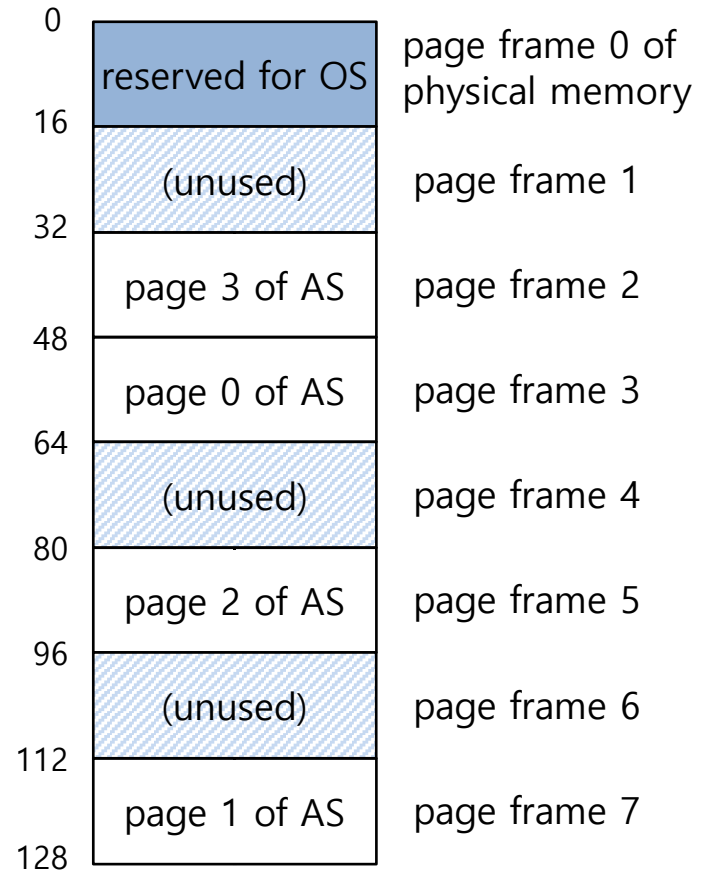 0
reserved for OS
page frame 0 of
physical memory
16
(unused)
page frame 1
32
page 3 of AS
page frame 2
48
page 0 of AS
page frame 3
64
(unused)
page frame 4
80
page 2 of AS
page frame 5
96
(unused)
page frame 6
112
page 1 of AS
page frame 7
128